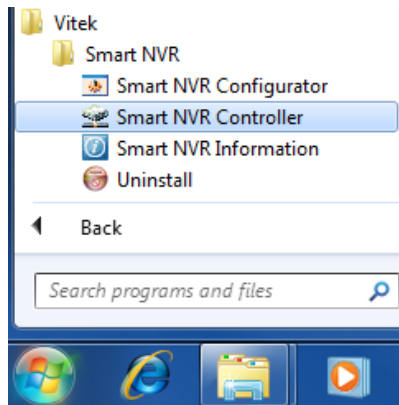 Vitek
Smart NVR
Smart NVR Configurator
Smart NVR Controller
Smart NVR Information
Uninstall
Back
Search programs and files